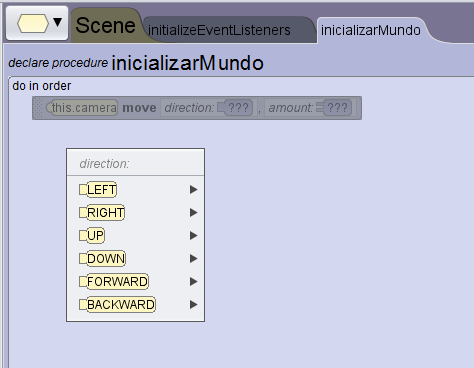 Scene initializeEventListeners inicializarMundo
declare procedure inicializarMundo
do in order
this.camera move direction: ??? , amount: ???
direction:
LEFT
RIGHT
UP
DOWN
FORWARD
BACKWARD